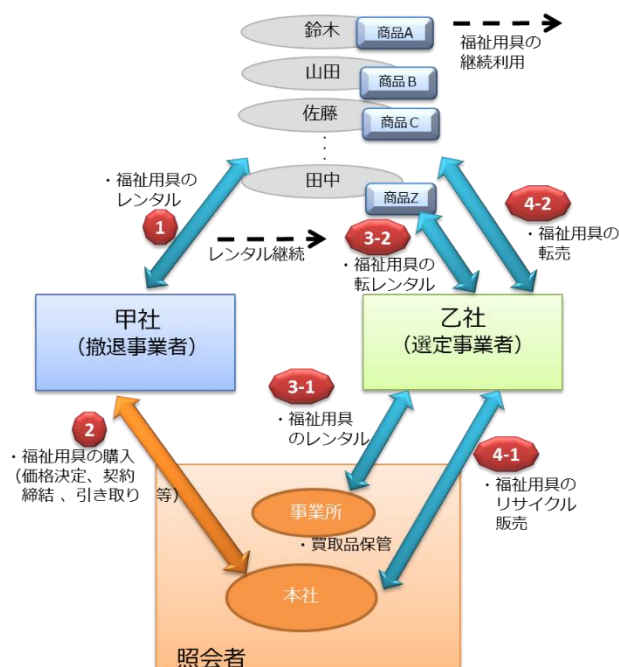 鈴木
商品A
福祉用具の
継続利用
山田
商品B
佐藤
商品C
・
・
・
田中
商品Z
・福祉用具の
レンタル
1
レンタル継続
3-2
・福祉用具の
転レンタル
4-2
・福祉用具の
転売
甲社
（撤退事業者）
乙社
（選定事業者）
2
・福祉用具の購入
（価格決定、契約
締結 、引き取り 等）
3-1
・福祉用具
のレンタル
4-1
・福祉用具の
リサイクル
販売
事業所
・買取品保管
本社
照会者